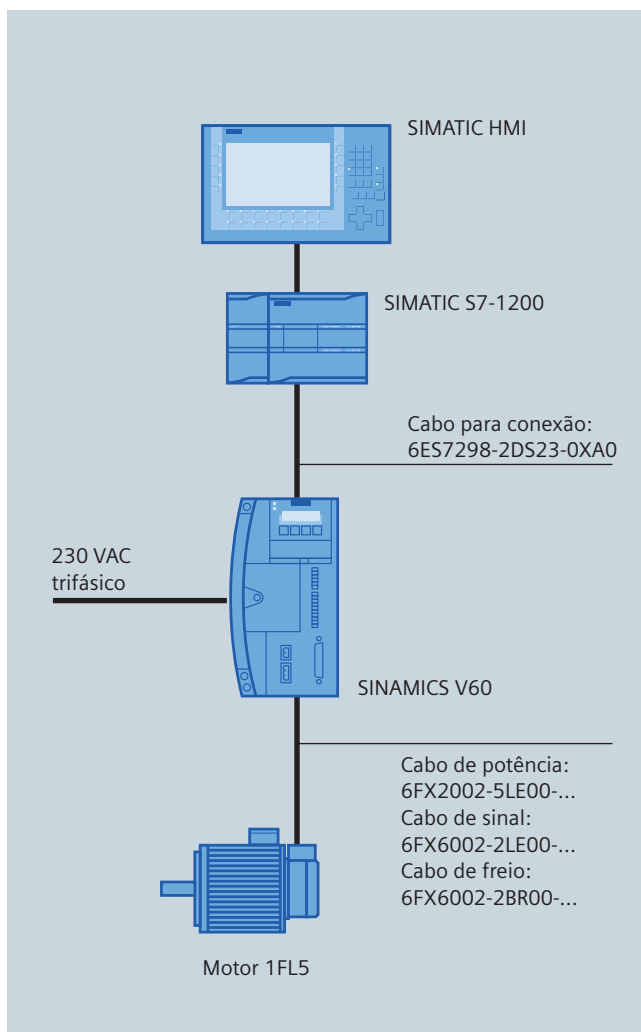 SIMATIC HMI
SIMATIC S7-1200
Cabo para conexão:
6ES7298-2DS23-0XA0
230 VAC
trifásico
SINAMICS V60
Cabo de potência:
6FX2002-5LE00-...
Cabo de sinal:
6FX6002-2LE00-...
Cabo de freio:
6FX6002-2BR00-...
Motor 1FL5